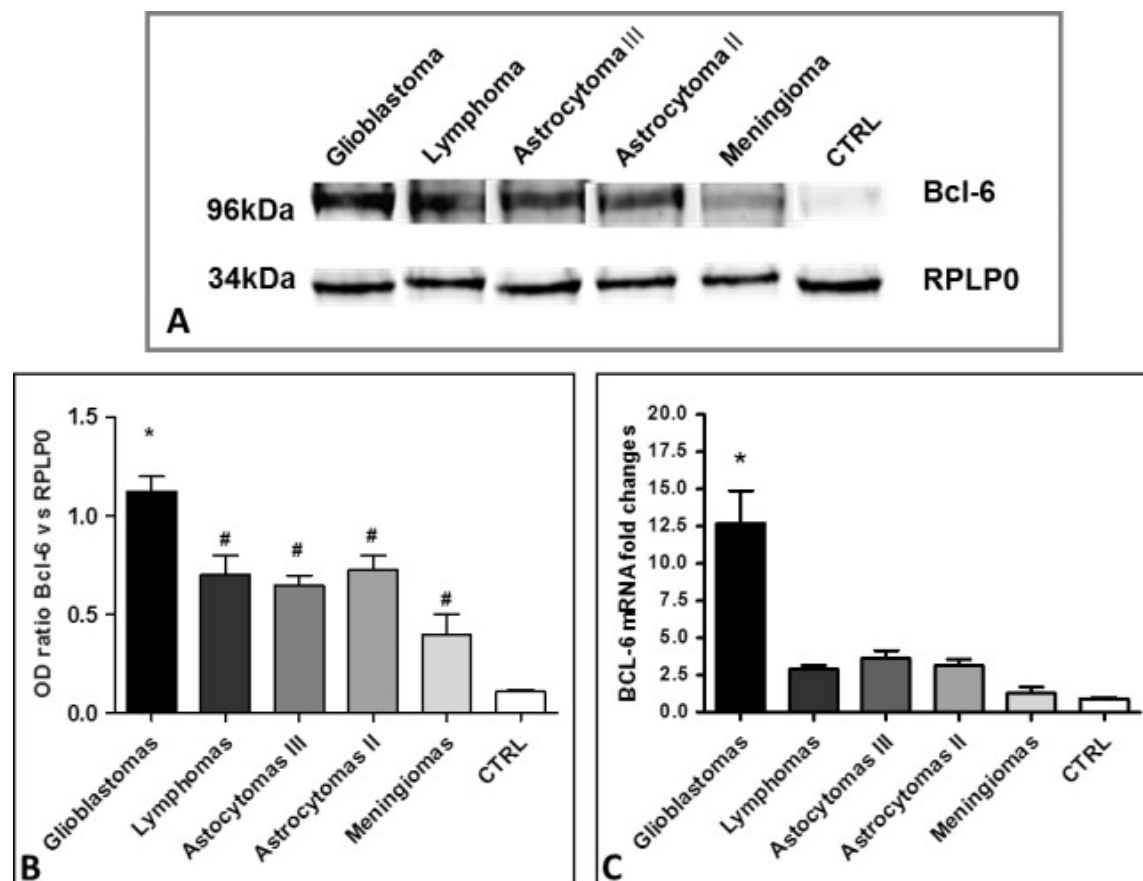 Glioblastoma
Lymphoma
Astrocytoma III
Astrocytoma II
Meningioma
CTRL
96kDa
Bcl-6
34kDa
RPLP0
A
OD ratio Bcl-6 vs RPLP0
1.5
1.0
0.5
0.0
*
#
#
#
#
Glioblastomas
Lymphomas
Astocytomas III
Astrocytomas II
Meningiomas
CTRL
B
BCL-6 mRNA fold changes
20.0
17.5
15.0
12.5
10.0
7.5
5.0
2.5
0.0
*
Glioblastomas
Lymphomas
Astocytomas III
Astrocytomas II
Meningiomas
CTRL
C